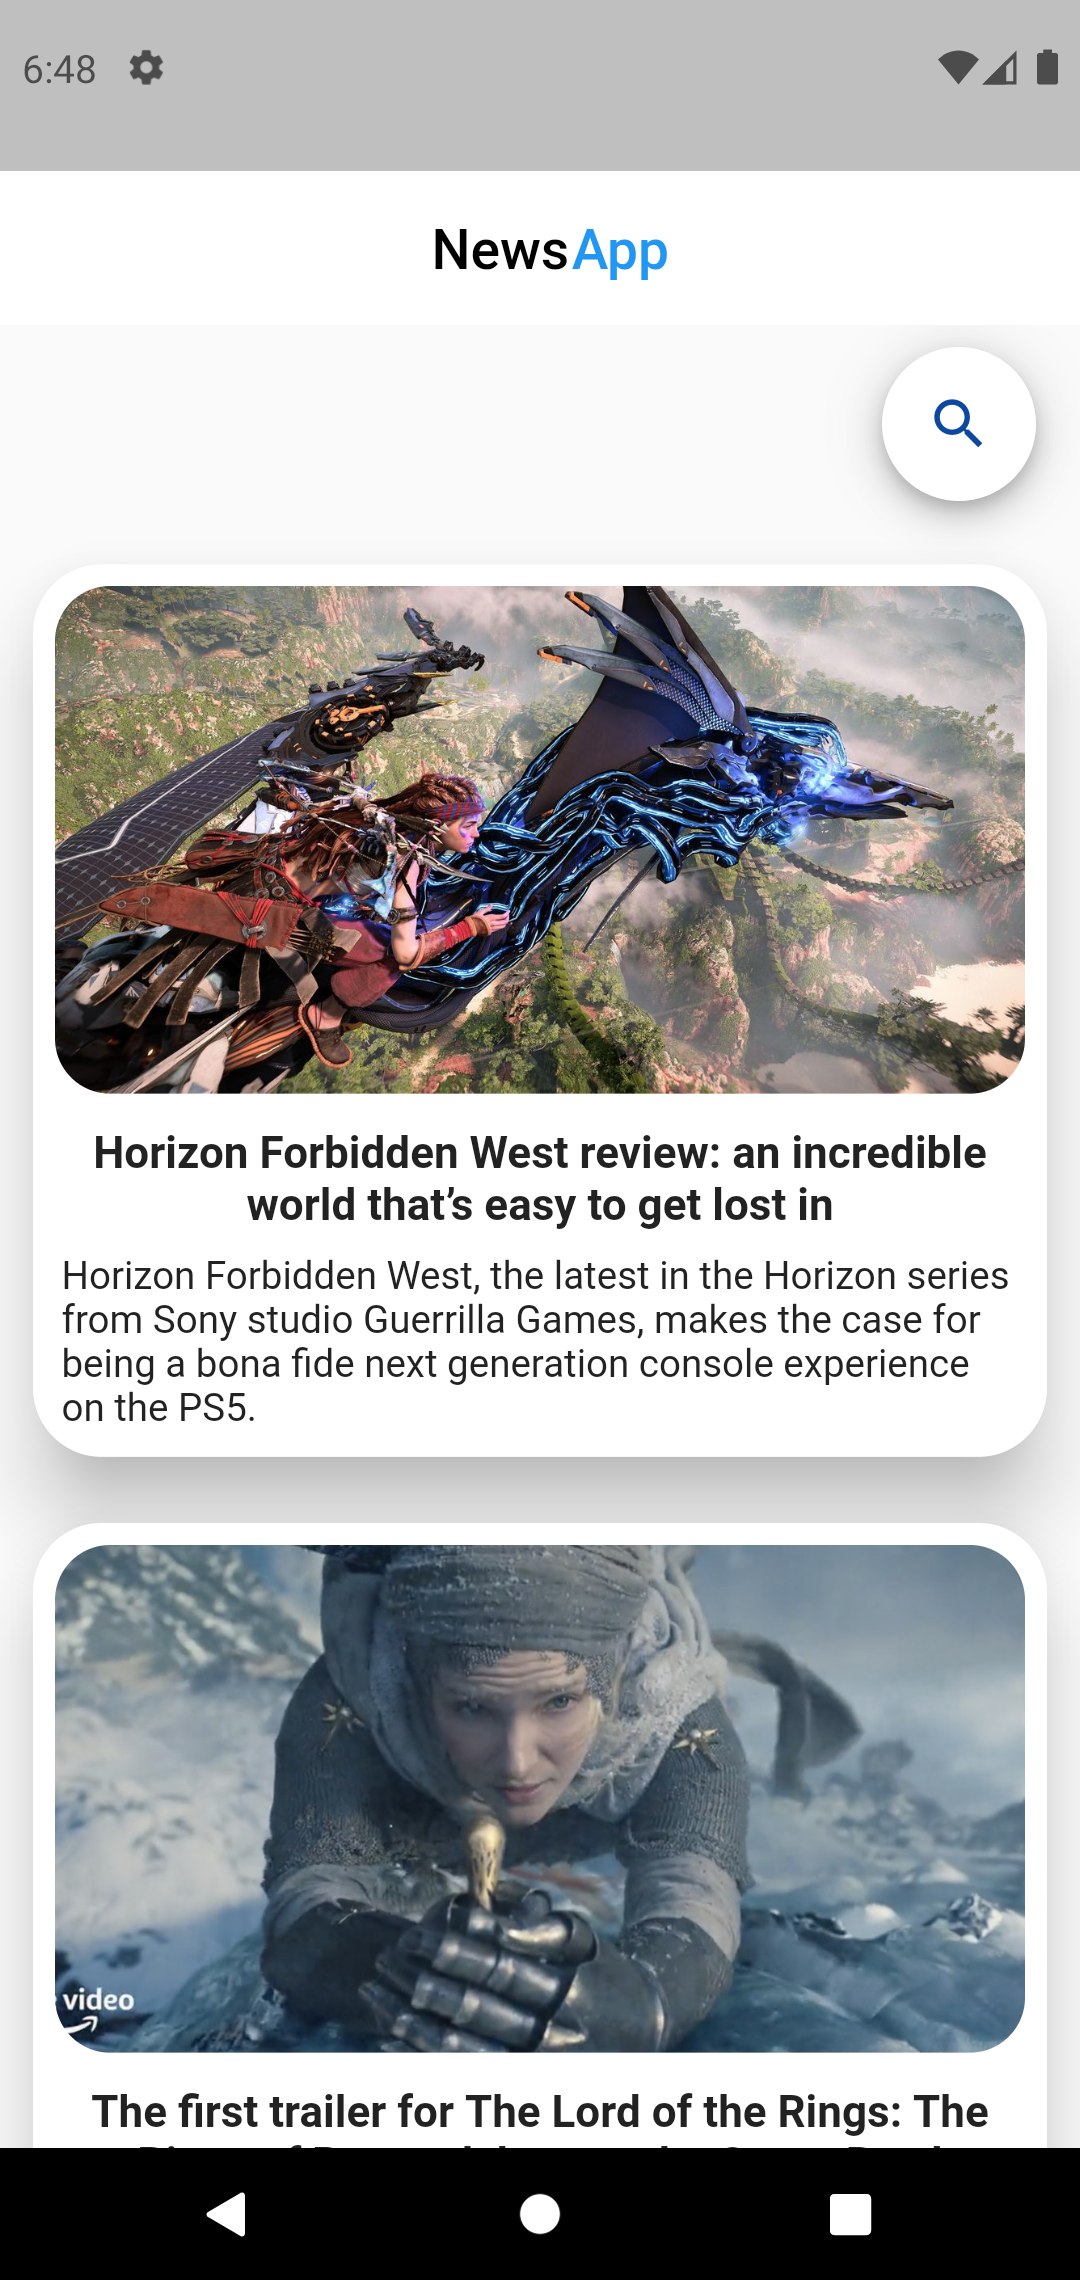 6:48
NewsApp
Horizon Forbidden West review: an incredible
world that’s easy to get lost in
Horizon Forbidden West, the latest in the Horizon series
from Sony studio Guerrilla Games, makes the case for
being a bona fide next generation console experience
on the PS5.
video
The first trailer for The Lord of the Rings: The